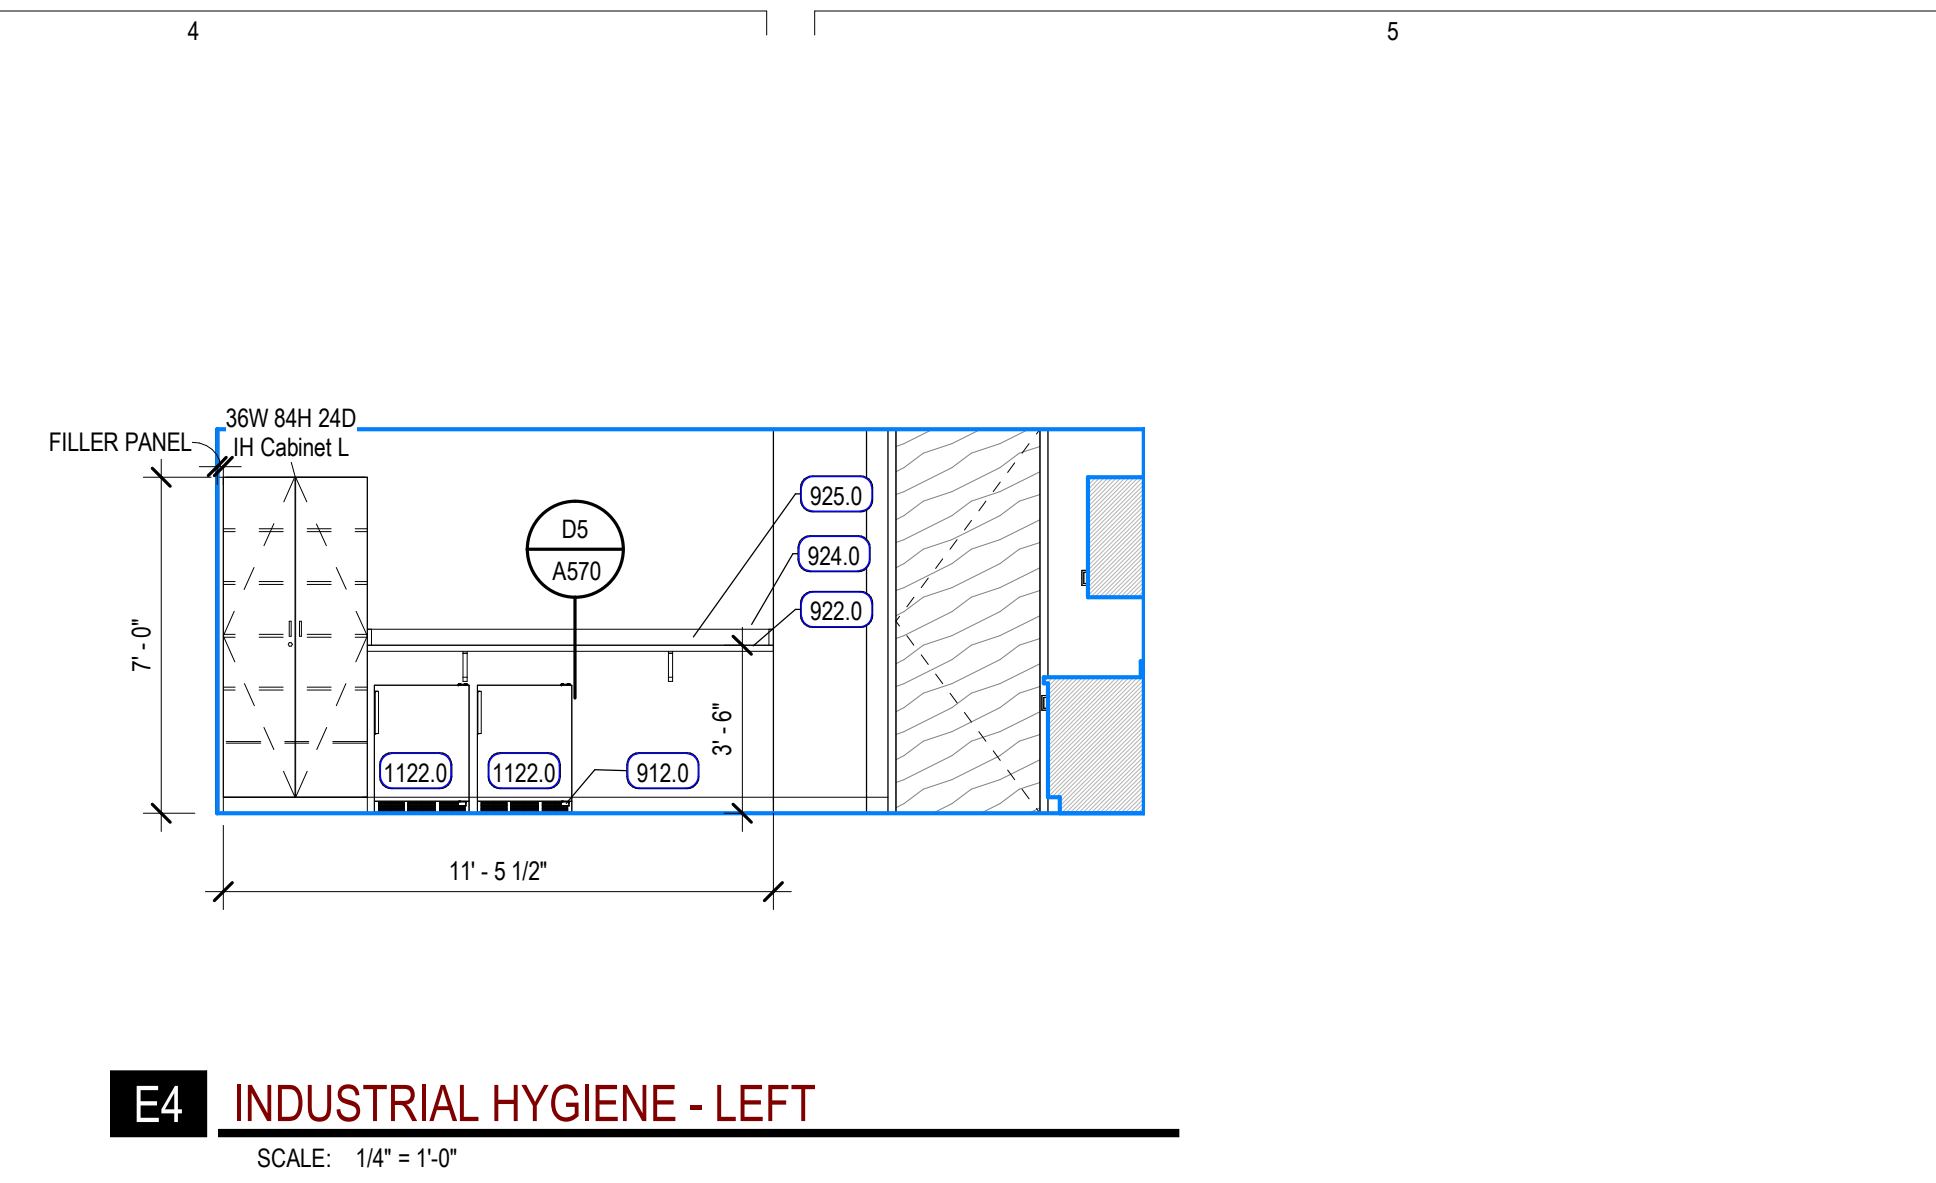 4
5
36W 84H 24D
FILLER PANEL
IH Cabinet L
925.0
D5
924.0
A570
922.0
7' - 0"
3' - 6"
1122.0
1122.0
912.0
11' - 5 1/2"
E4
INDUSTRIAL HYGIENE - LEFT
SCALE: 1/4" = 1'-0"